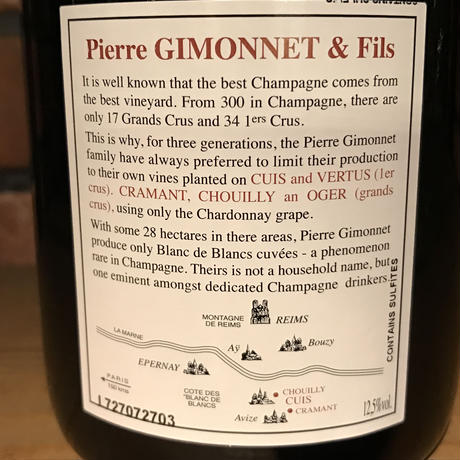 Pierre GIMONNET & Fils
It is well known that the best Champagne comes from
the best vineyard. From 300 in Champagne, there are
only 17 Grands Crus and 34 1ers Crus.
This is why, for three generations, the Pierre Gimonnet
family have always preferred to limit their production
to their own vines planted on CUIS and VERTUS (1er
crus). CRAMANT, CHOUILLY an OGER (grands
crus), using only the Chardonnay grape.
With some 28 hectares in there areas, Pierre Gimonnet
produce only Blanc de Blancs cuvées - a phenomenon
rare in Champagne. Theirs is not a household name, but
one eminent amongst dedicated Champagne drinkers.
CONTAINS SULFITES
MONTAGNE
DE REIMS
REIMS
LA MARNE
Aÿ
Bouzy
EPERNAY
PARIS
150 kms
COTE DES
"BLANC DE
BLANCS
CHOUILLY
CUIS
CRAMANT
Avize
12,5%vol.
L727072703